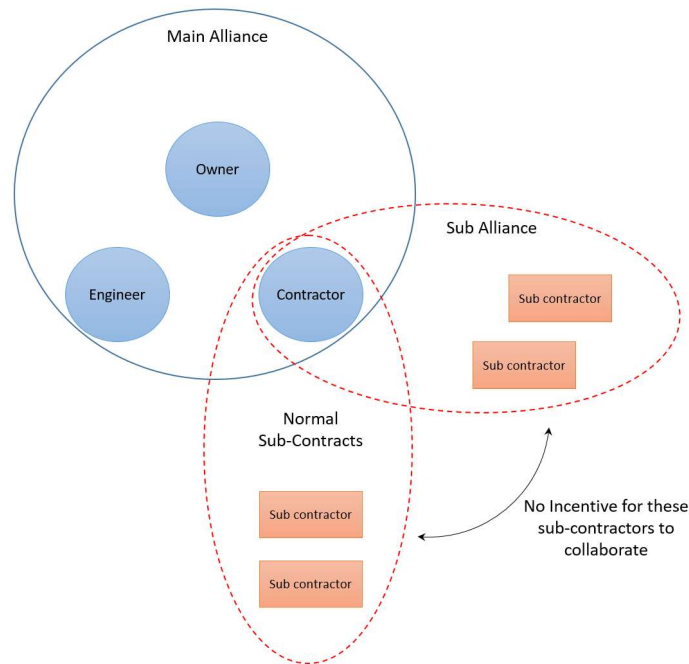 Main Alliance
Owner
Sub Alliance
Engineer
Contractor
Sub contractor
Sub contractor
Normal
Sub-Contracts
Sub contractor
Sub contractor
No Incentive for these
sub-contractors to
collaborate